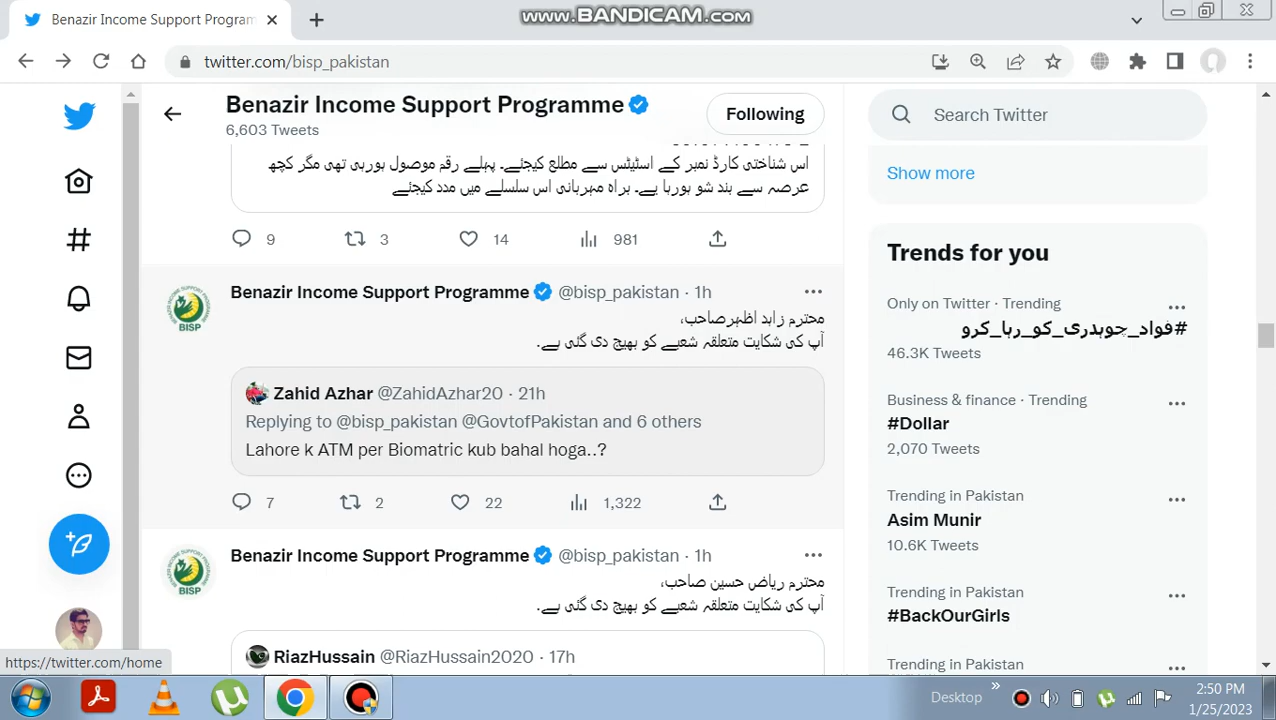 Benazir Income Support Program
www.BANDICAM.com
twitter.com/bisp_pakistan
Benazir Income Support Programme
6,603 Tweets
Following
Search Twitter
اس شناختی کارڈ نمبر کے اسٹیٹس سے مطلع کیجئے۔ پہلے رقم موصول ہورہی تھی مگر کچھ
عرصہ سے بند شو ہورہا ہے۔ براہ مہربانی اس سلسلے میں مدد کیجئے
9 3 14 981
Show more
Trends for you
Only on Twitter · Trending
#فواد_چوہدری_کو_رہا_کرو
46.3K Tweets
Business & finance · Trending
#Dollar
2,070 Tweets
Trending in Pakistan
Asim Munir
10.6K Tweets
Trending in Pakistan
#BackOurGirls
Trending in Pakistan
Benazir Income Support Programme @bisp_pakistan · 1h
محترم زاہد اظہرصاحب،
آپ کی شکایت متعلقہ شعبے کو بھیج دی گئی ہے۔
Zahid Azhar @ZahidAzhar20 · 21h
Replying to @bisp_pakistan @GovtofPakistan and 6 others
Lahore k ATM per Biomatric kub bahal hoga..?
7 2 22 1,322
Benazir Income Support Programme @bisp_pakistan · 1h
محترم ریاض حسین صاحب،
آپ کی شکایت متعلقہ شعبے کو بھیج دی گئی ہے۔
RiazHussain @RiazHussain2020 · 17h
https://twitter.com/home
BISP
BISP
Desktop
2:50 PM
1/25/2023